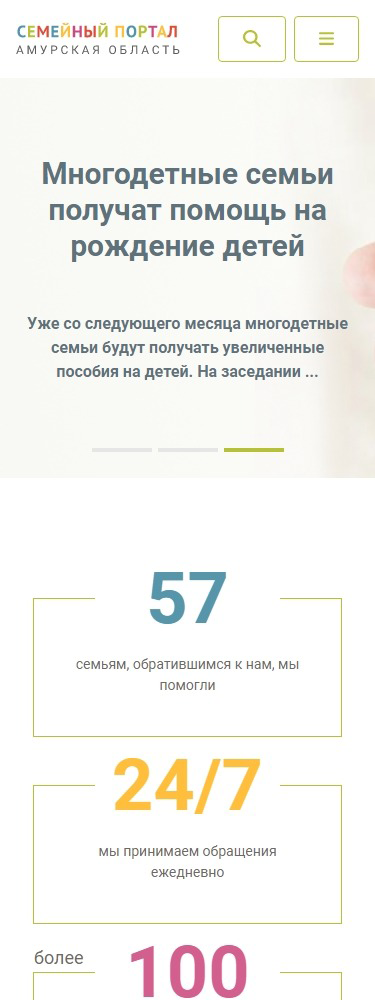 СЕМЕЙНЫЙ ПОРТАЛ
АМУРСКАЯ ОБЛАСТЬ
Многодетные семьи
получат помощь на
рождение детей
Уже со следующего месяца многодетные
семьи будут получать увеличенные
пособия на детей. На заседании ...
57
семьям, обратившимся к нам, мы
помогли
24/7
мы принимаем обращения
ежедневно
более 100